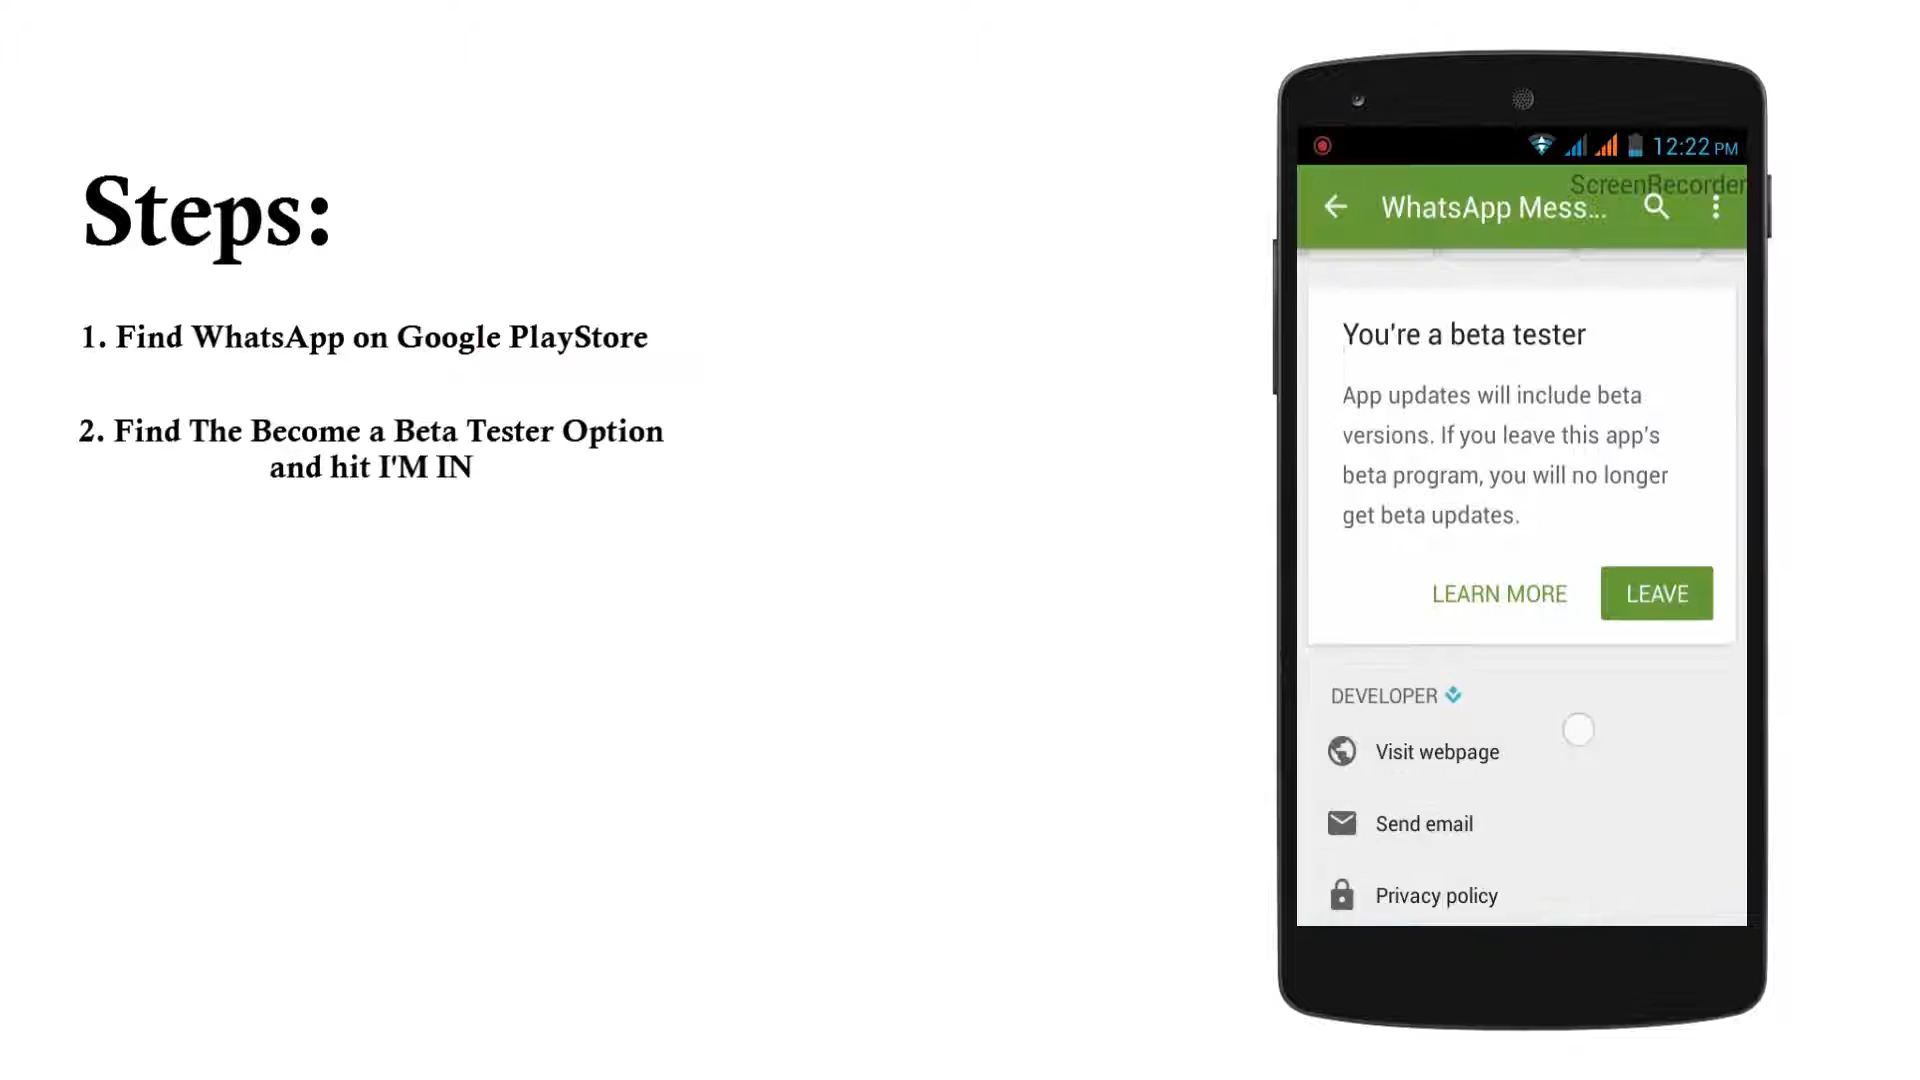 Steps:
1. Find WhatsApp on Google PlayStore
2. Find The Become a Beta Tester Option
and hit I'M IN
12:22 PM
ScreenRecorder
WhatsApp Mess...
You're a beta tester
App updates will include beta
versions. If you leave this app's
beta program, you will no longer
get beta updates.
LEARN MORE
LEAVE
DEVELOPER
Visit webpage
Send email
Privacy policy